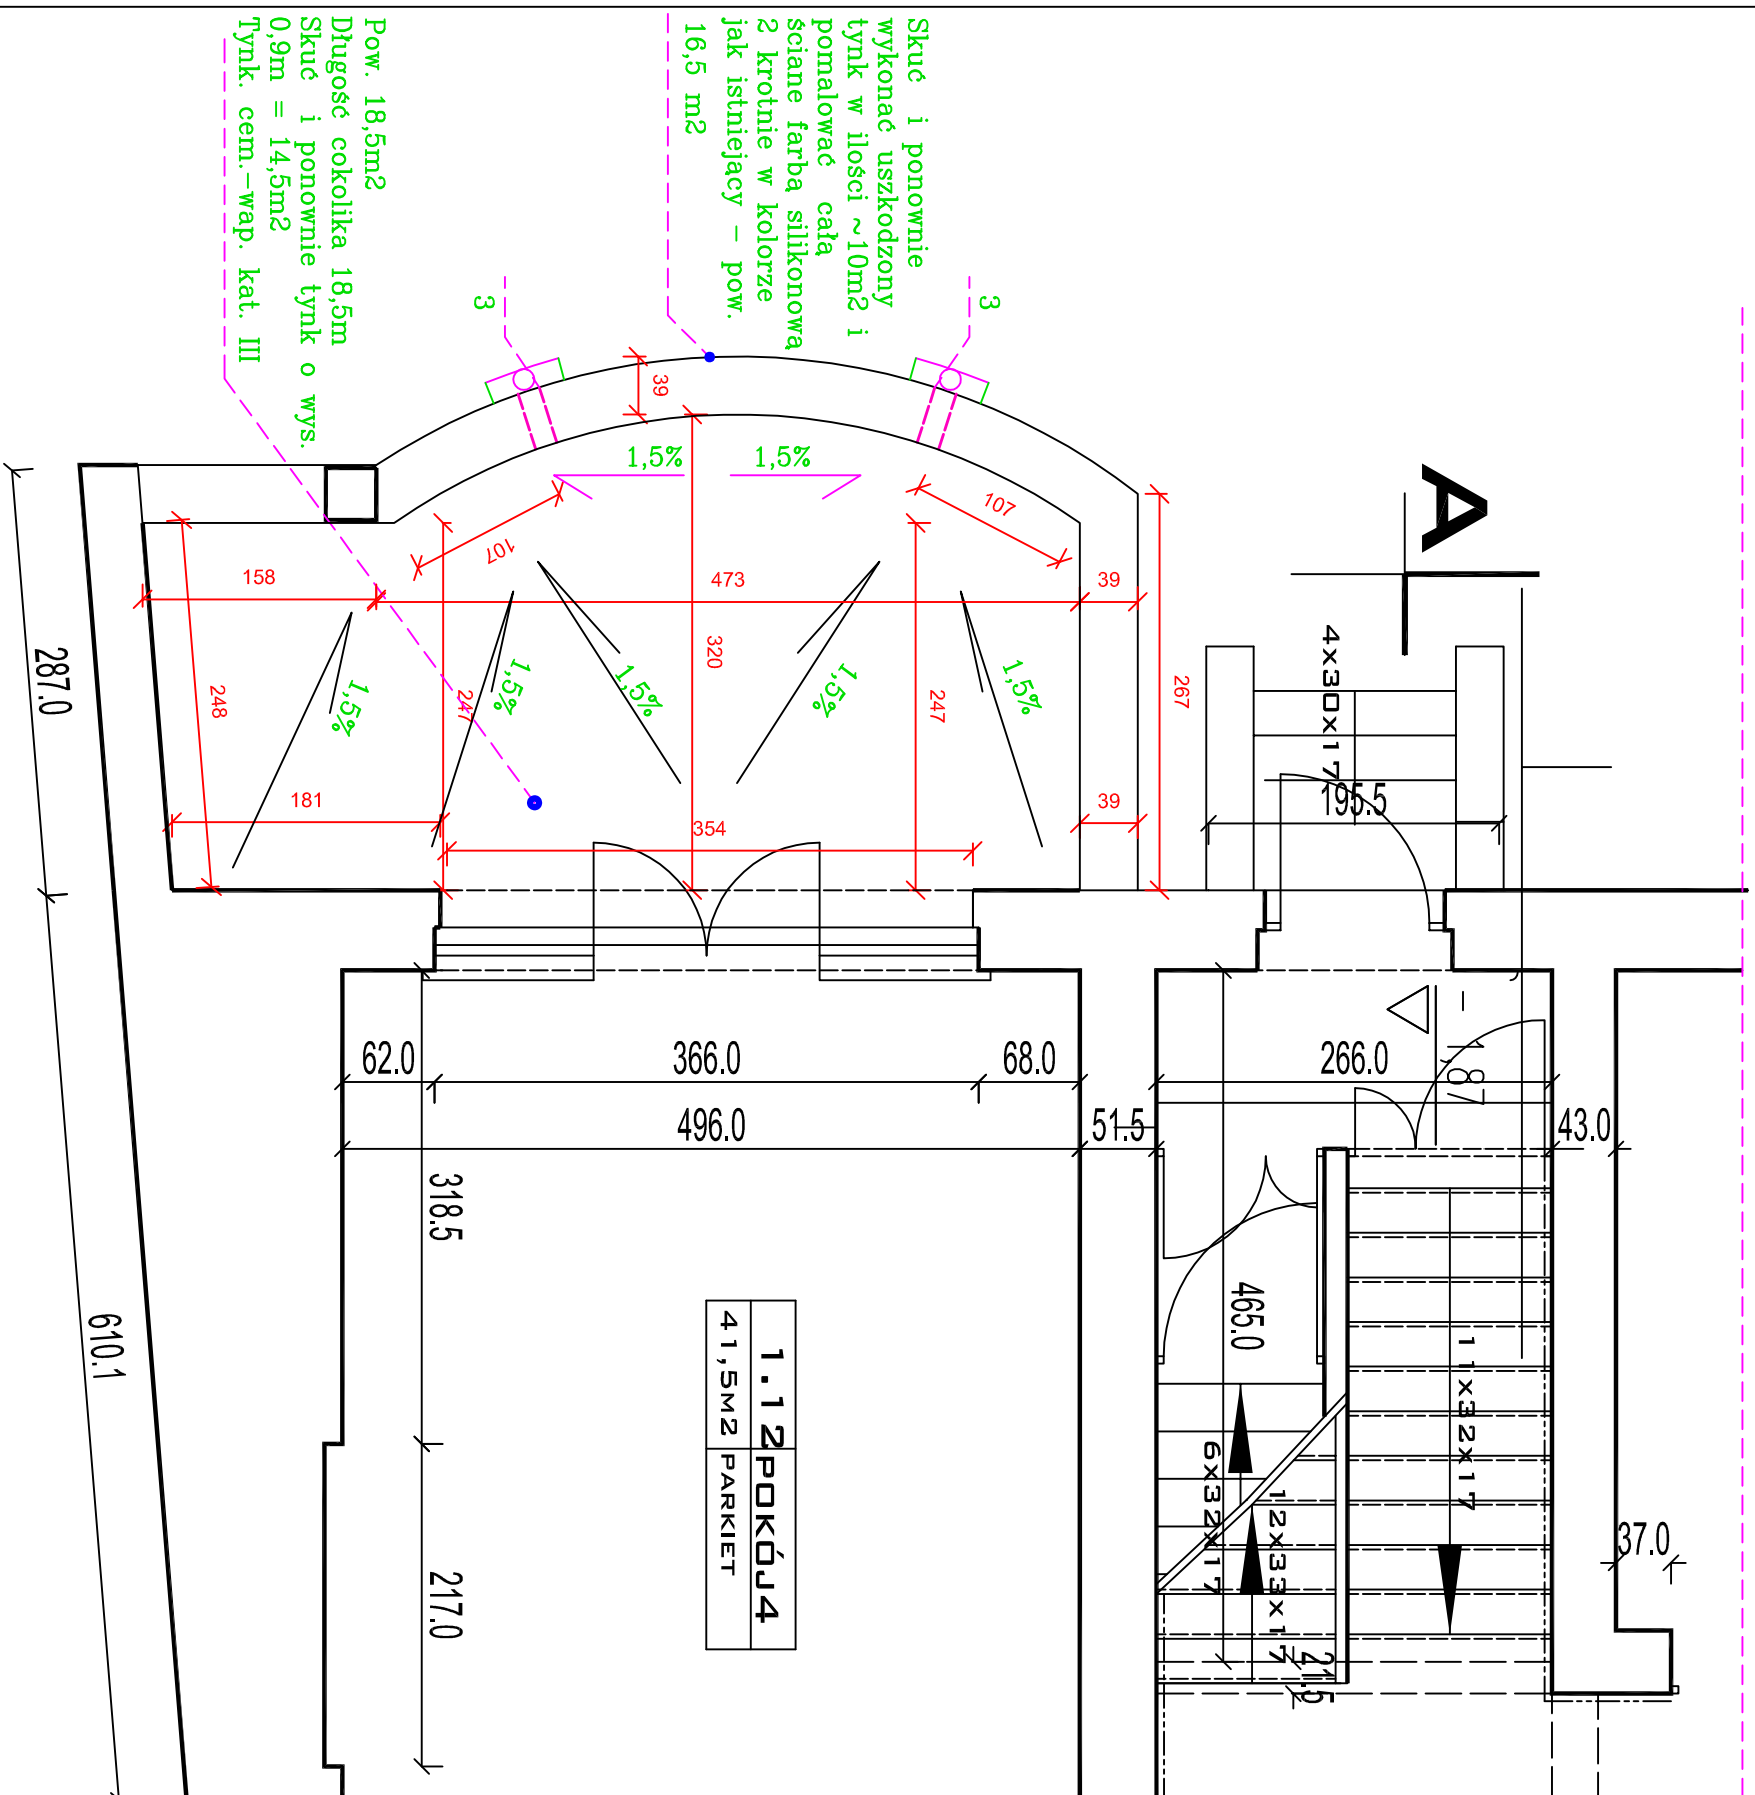 Skuć i ponownie
wykonać uszkodzony
tynk w ilości ~10m2 i
pomalować całą
ściane farbą silikonową
2 krotnie w kolorze
jak istniejący - pow.
16,5 m2
Pow. 18,5m2
Długość cokolika 18,5m
Skuć i ponownie tynk o wys.
0,9m = 14,5m2
Tynk. cem.-wap. kat. III
3
3
39
1,5%
1,5%
107
107
158
473
39
320
247
247
267
248
1,5%
1,5%
1,5%
1,5%
1,5%
181
354
39
A
4x30x17
195.5
287.0
610.1
62.0
366.0
68.0
266.0
-1,87
496.0
51.5
43.0
318.5
217.0
465.0
11x32x17
6x32x17
12x33x17
21.5
37.0
1.12 POKÓJ 4
41,5M2 PARKIET